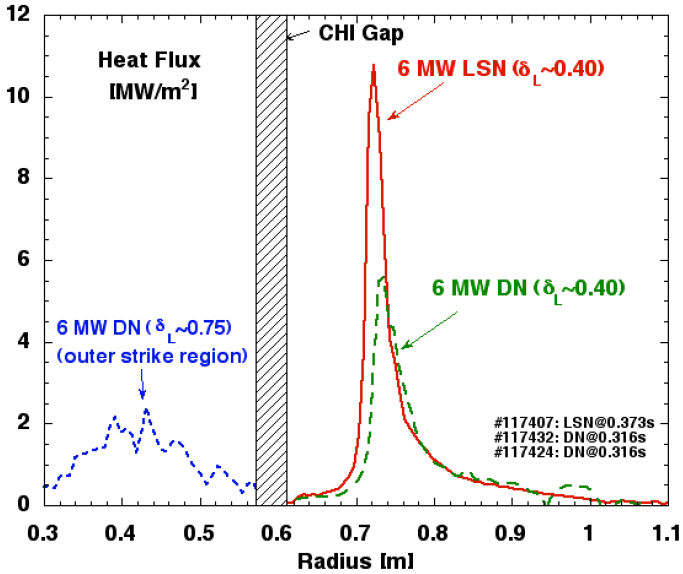 Heat Flux
[MW/m²]
CHI Gap
6 MW LSN (δ_L~0.40)
6 MW DN (δ_L~0.40)
6 MW DN (δ_L~0.75)
(outer strike region)
#117407: LSN@0.373s
#117432: DN@0.316s
#117424: DN@0.316s
12
10
8
6
4
2
0
0.3 0.4 0.5 0.6 0.7 0.8 0.9 1 1.1
Radius [m]